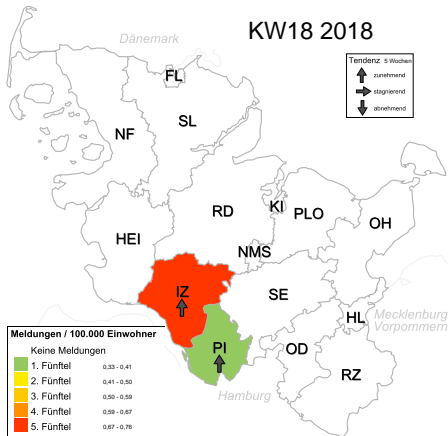 KW18 2018
Dänemark
Tendenz 5 Wochen
zunehmend
stagnierend
abnehmend
FL
SL
NF
RD
KI
PLO
OH
HEI
NMS
IZ
SE
HL
Mecklenburg
Vorpommern
PI
OD
RZ
Hamburg
Meldungen / 100.000 Einwohner
Keine Meldungen
1. Fünftel 0,33 - 0,41
2. Fünftel 0,41 - 0,50
3. Fünftel 0,50 - 0,59
4. Fünftel 0,59 - 0,67
5. Fünftel 0,67 - 0,76